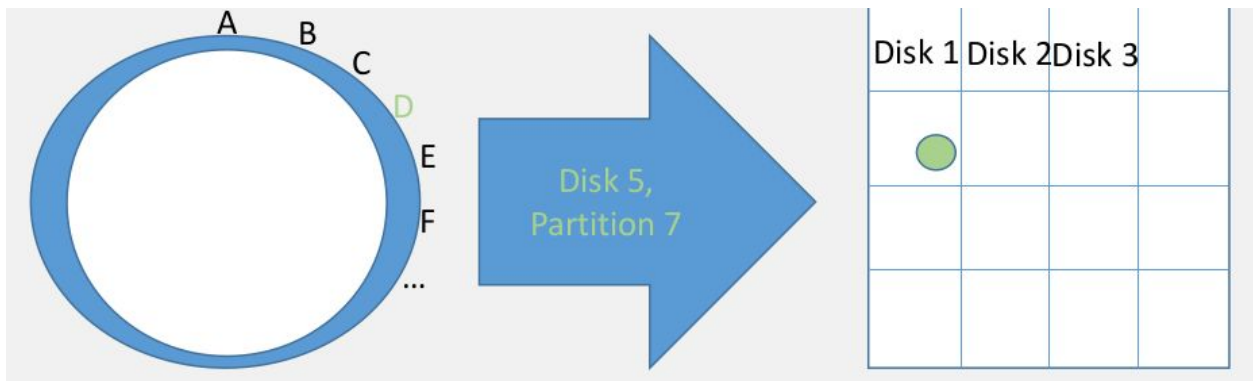 A
B
C
D
E
F
...
Disk 5,
Partition 7
Disk 1 Disk 2 Disk 3